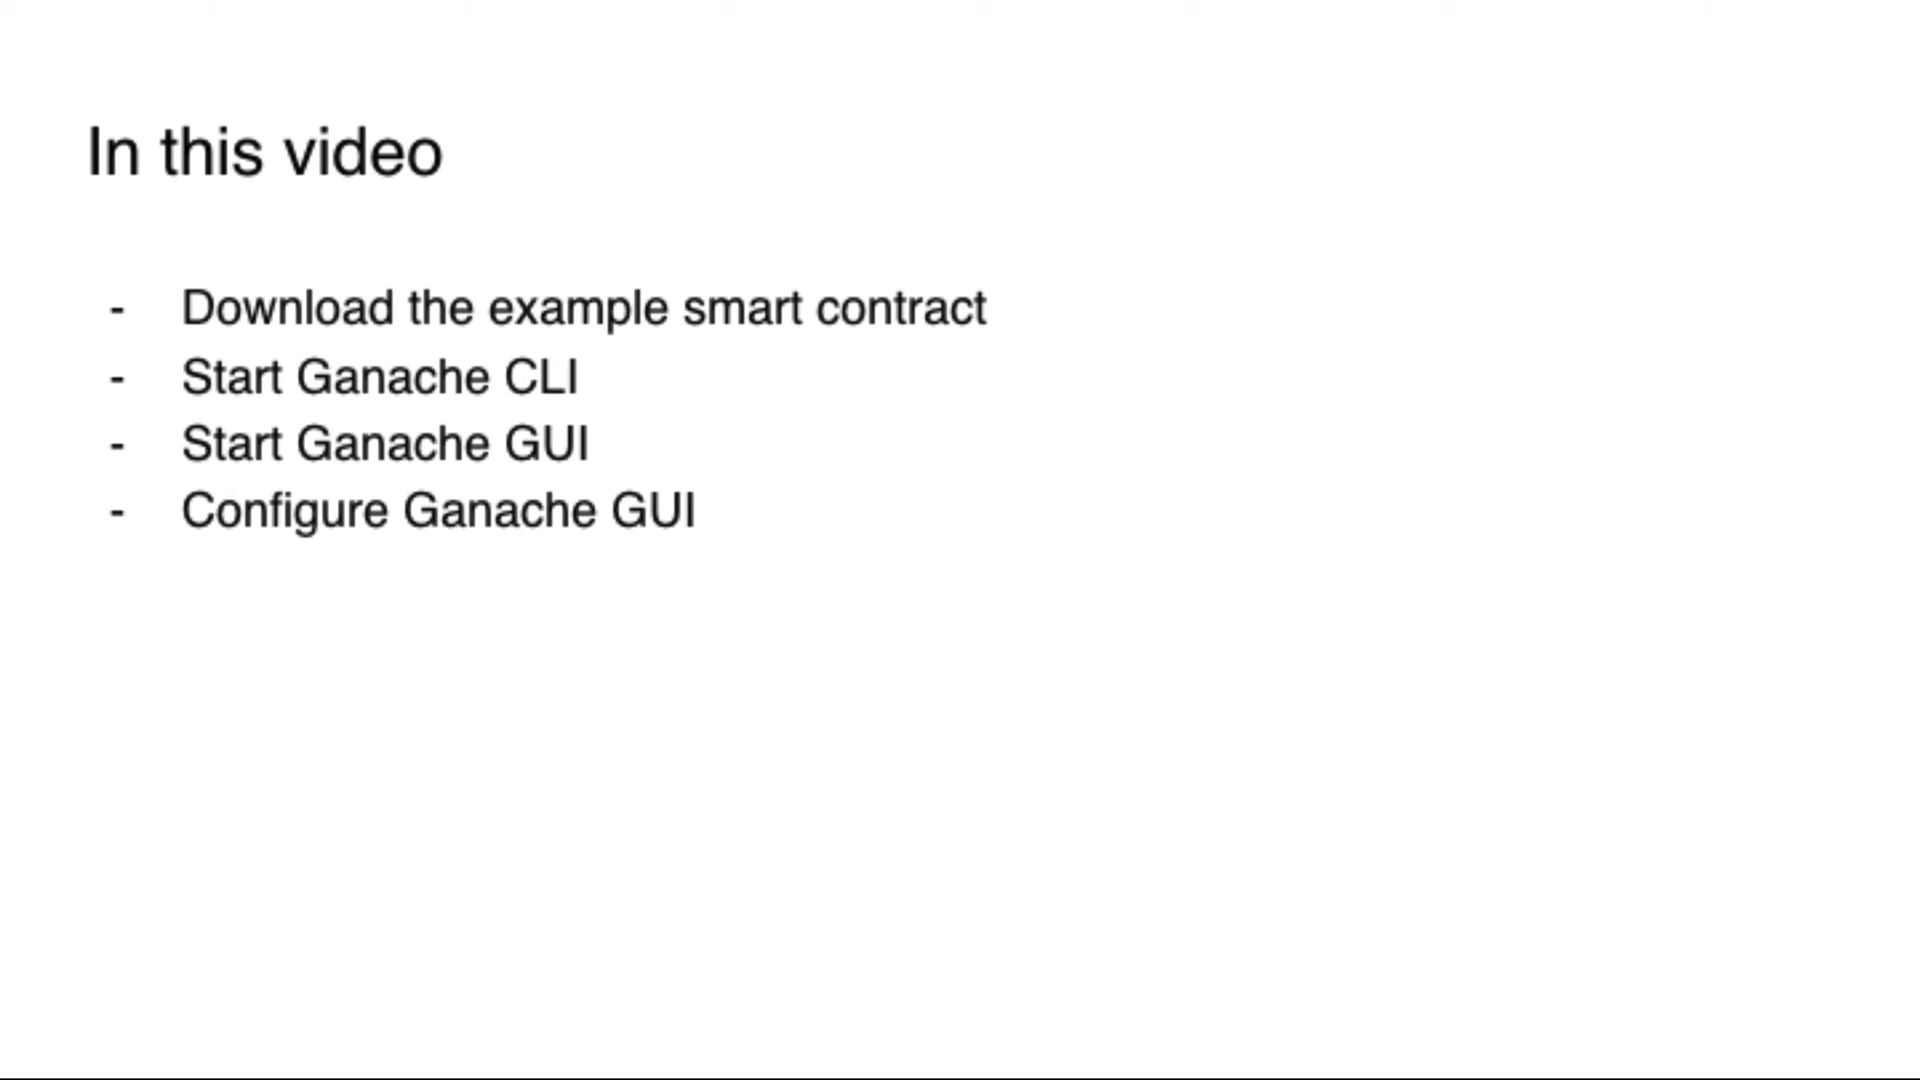 In this video
- Download the example smart contract
- Start Ganache CLI
- Start Ganache GUI
- Configure Ganache GUI